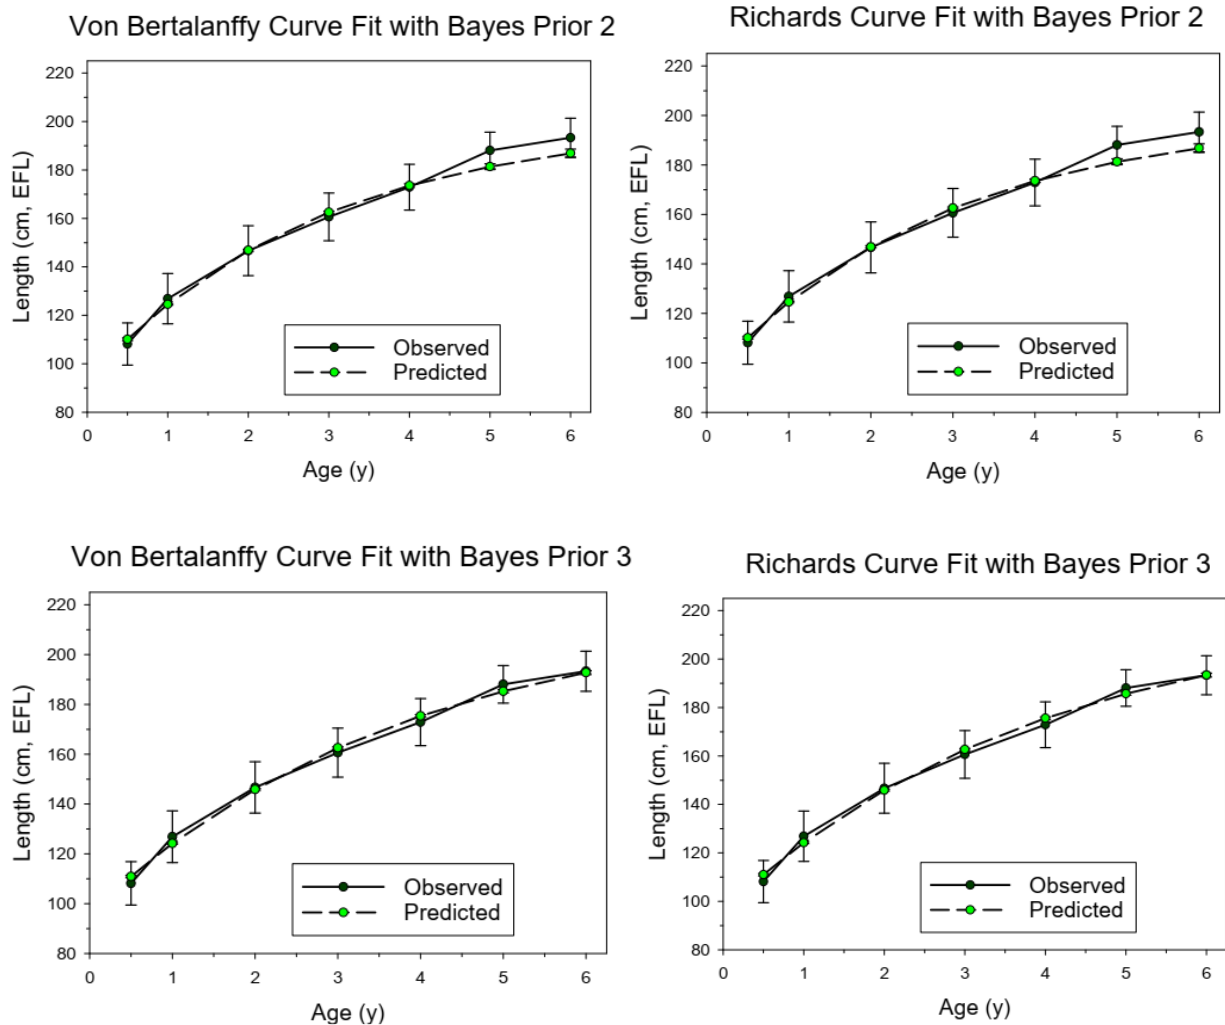 Von Bertalanffy Curve Fit with Bayes Prior 2
220
200
180
160
140
120
100
80
Length (cm, EFL)
Observed
Predicted
0 1 2 3 4 5 6
Age (y)
Richards Curve Fit with Bayes Prior 2
220
200
180
160
140
120
100
80
Length (cm, EFL)
Observed
Predicted
0 1 2 3 4 5 6
Age (y)
Von Bertalanffy Curve Fit with Bayes Prior 3
220
200
180
160
140
120
100
80
Length (cm, EFL)
Observed
Predicted
0 1 2 3 4 5 6
Age (y)
Richards Curve Fit with Bayes Prior 3
220
200
180
160
140
120
100
80
Length (cm, EFL)
Observed
Predicted
0 1 2 3 4 5 6
Age (y)